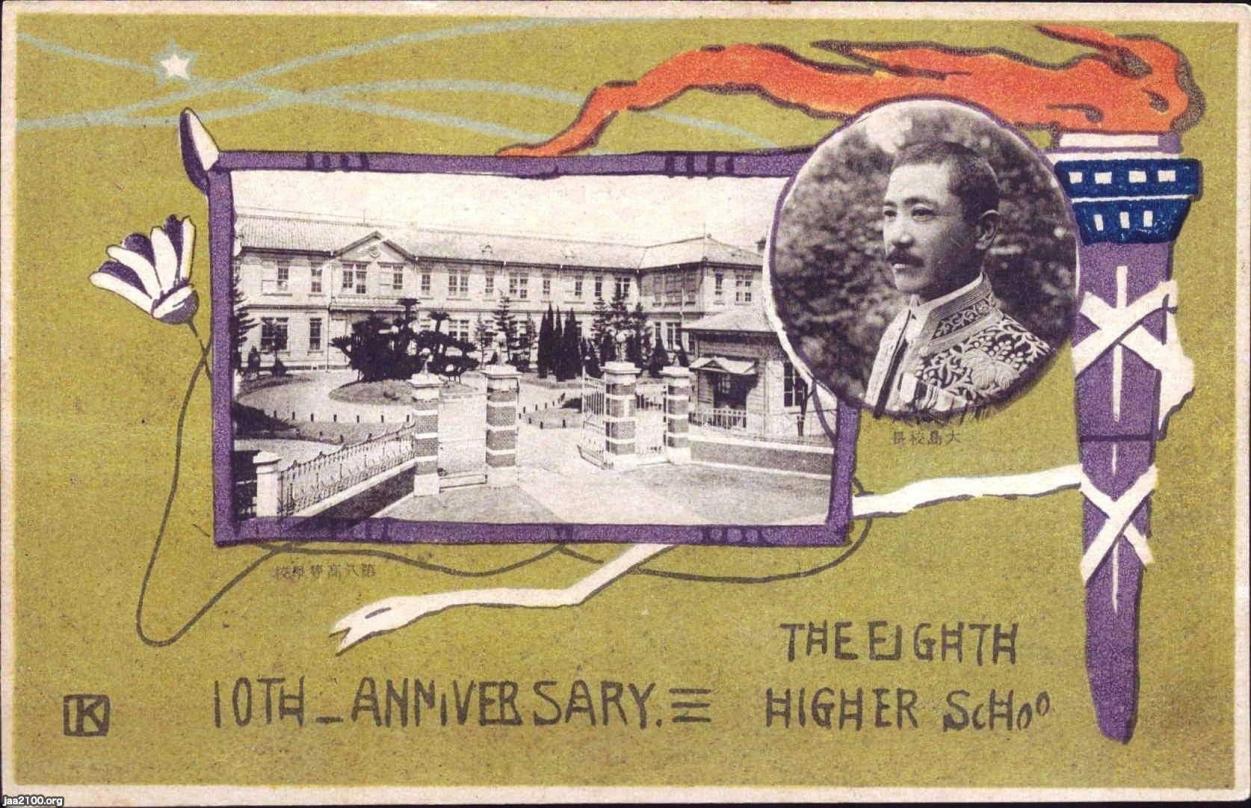 大島校長
第八高等學校
THE EIGHTH
10TH_ANNIVERSARY. HIGHER SCHOO
K
Jaa2100.org